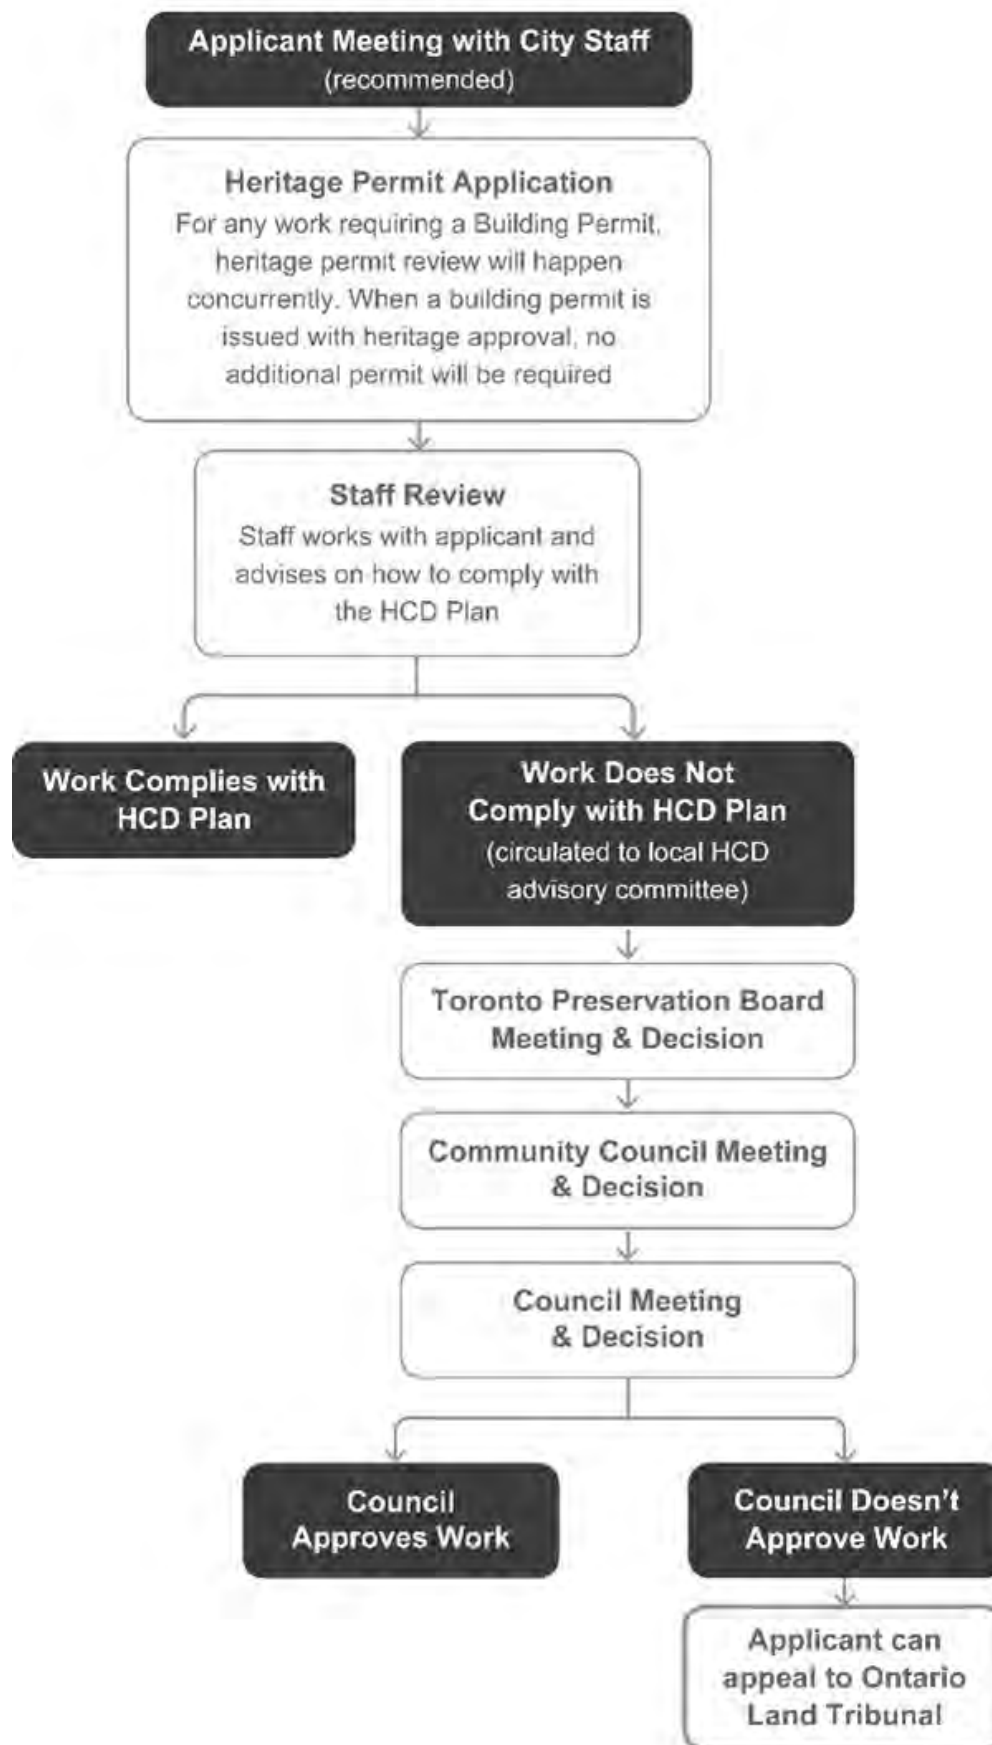 Applicant Meeting with City Staff
(recommended)
Heritage Permit Application
For any work requiring a Building Permit,
heritage permit review will happen
concurrently. When a building permit is
issued with heritage approval, no
additional permit will be required
Staff Review
Staff works with applicant and
advises on how to comply with
the HCD Plan
Work Complies with
HCD Plan
Work Does Not
Comply with HCD Plan
(circulated to local HCD
advisory committee)
Toronto Preservation Board
Meeting & Decision
Community Council Meeting
& Decision
Council Meeting
& Decision
Council
Approves Work
Council Doesn't
Approve Work
Applicant can
appeal to Ontario
Land Tribunal